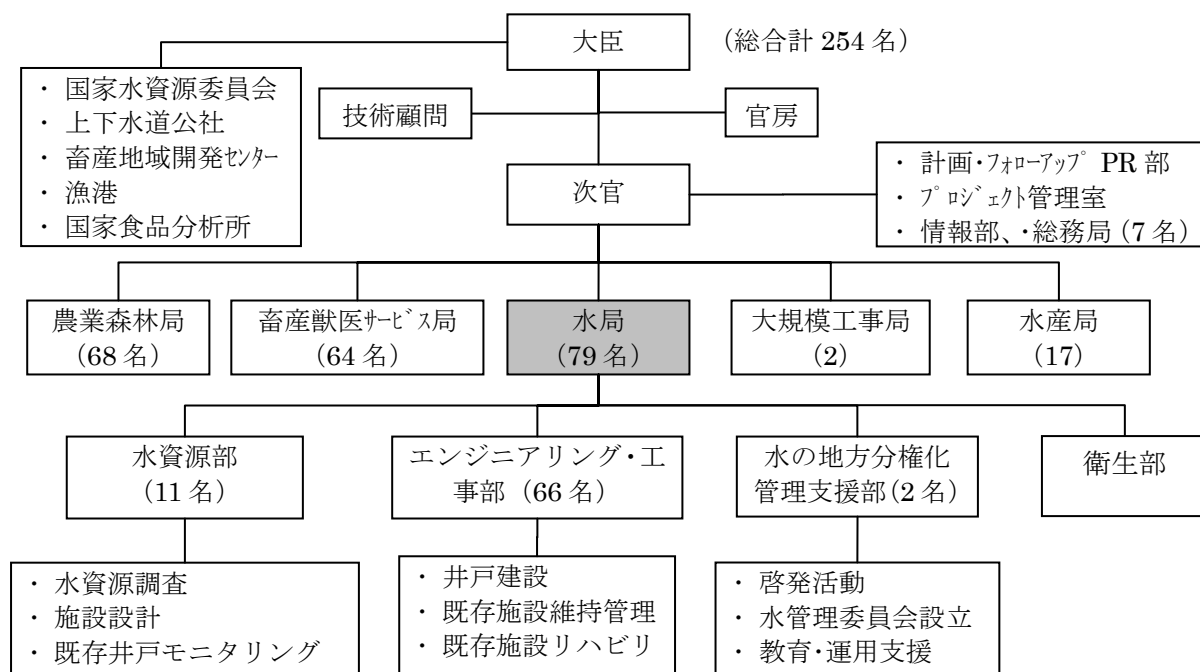 大臣
(総合計 254 名)
・ 国家水資源委員会
・ 上下水道公社
・ 畜産地域開発ｾﾝﾀｰ
・ 漁港
・ 国家食品分析所
技術顧問
官房
次官
・ 計画・ﾌｫﾛｰｱｯﾌﾟ PR 部
・ ﾌﾟﾛｼﾞｪｸﾄ管理室
・ 情報部、・総務局 (7 名)
農業森林局
(68 名)
畜産獣医ｻｰﾋﾞｽ局
(64 名)
水局
(79 名)
大規模工事局
(2)
水産局
(17)
水資源部
(11 名)
エンジニアリング・工
事部 (66 名)
水の地方分権化
管理支援部(2 名)
衛生部
・ 水資源調査
・ 施設設計
・ 既存井戸モニタリング
・ 井戸建設
・ 既存施設維持管理
・ 既存施設リハビリ
・ 啓発活動
・ 水管理委員会設立
・ 教育・運用支援